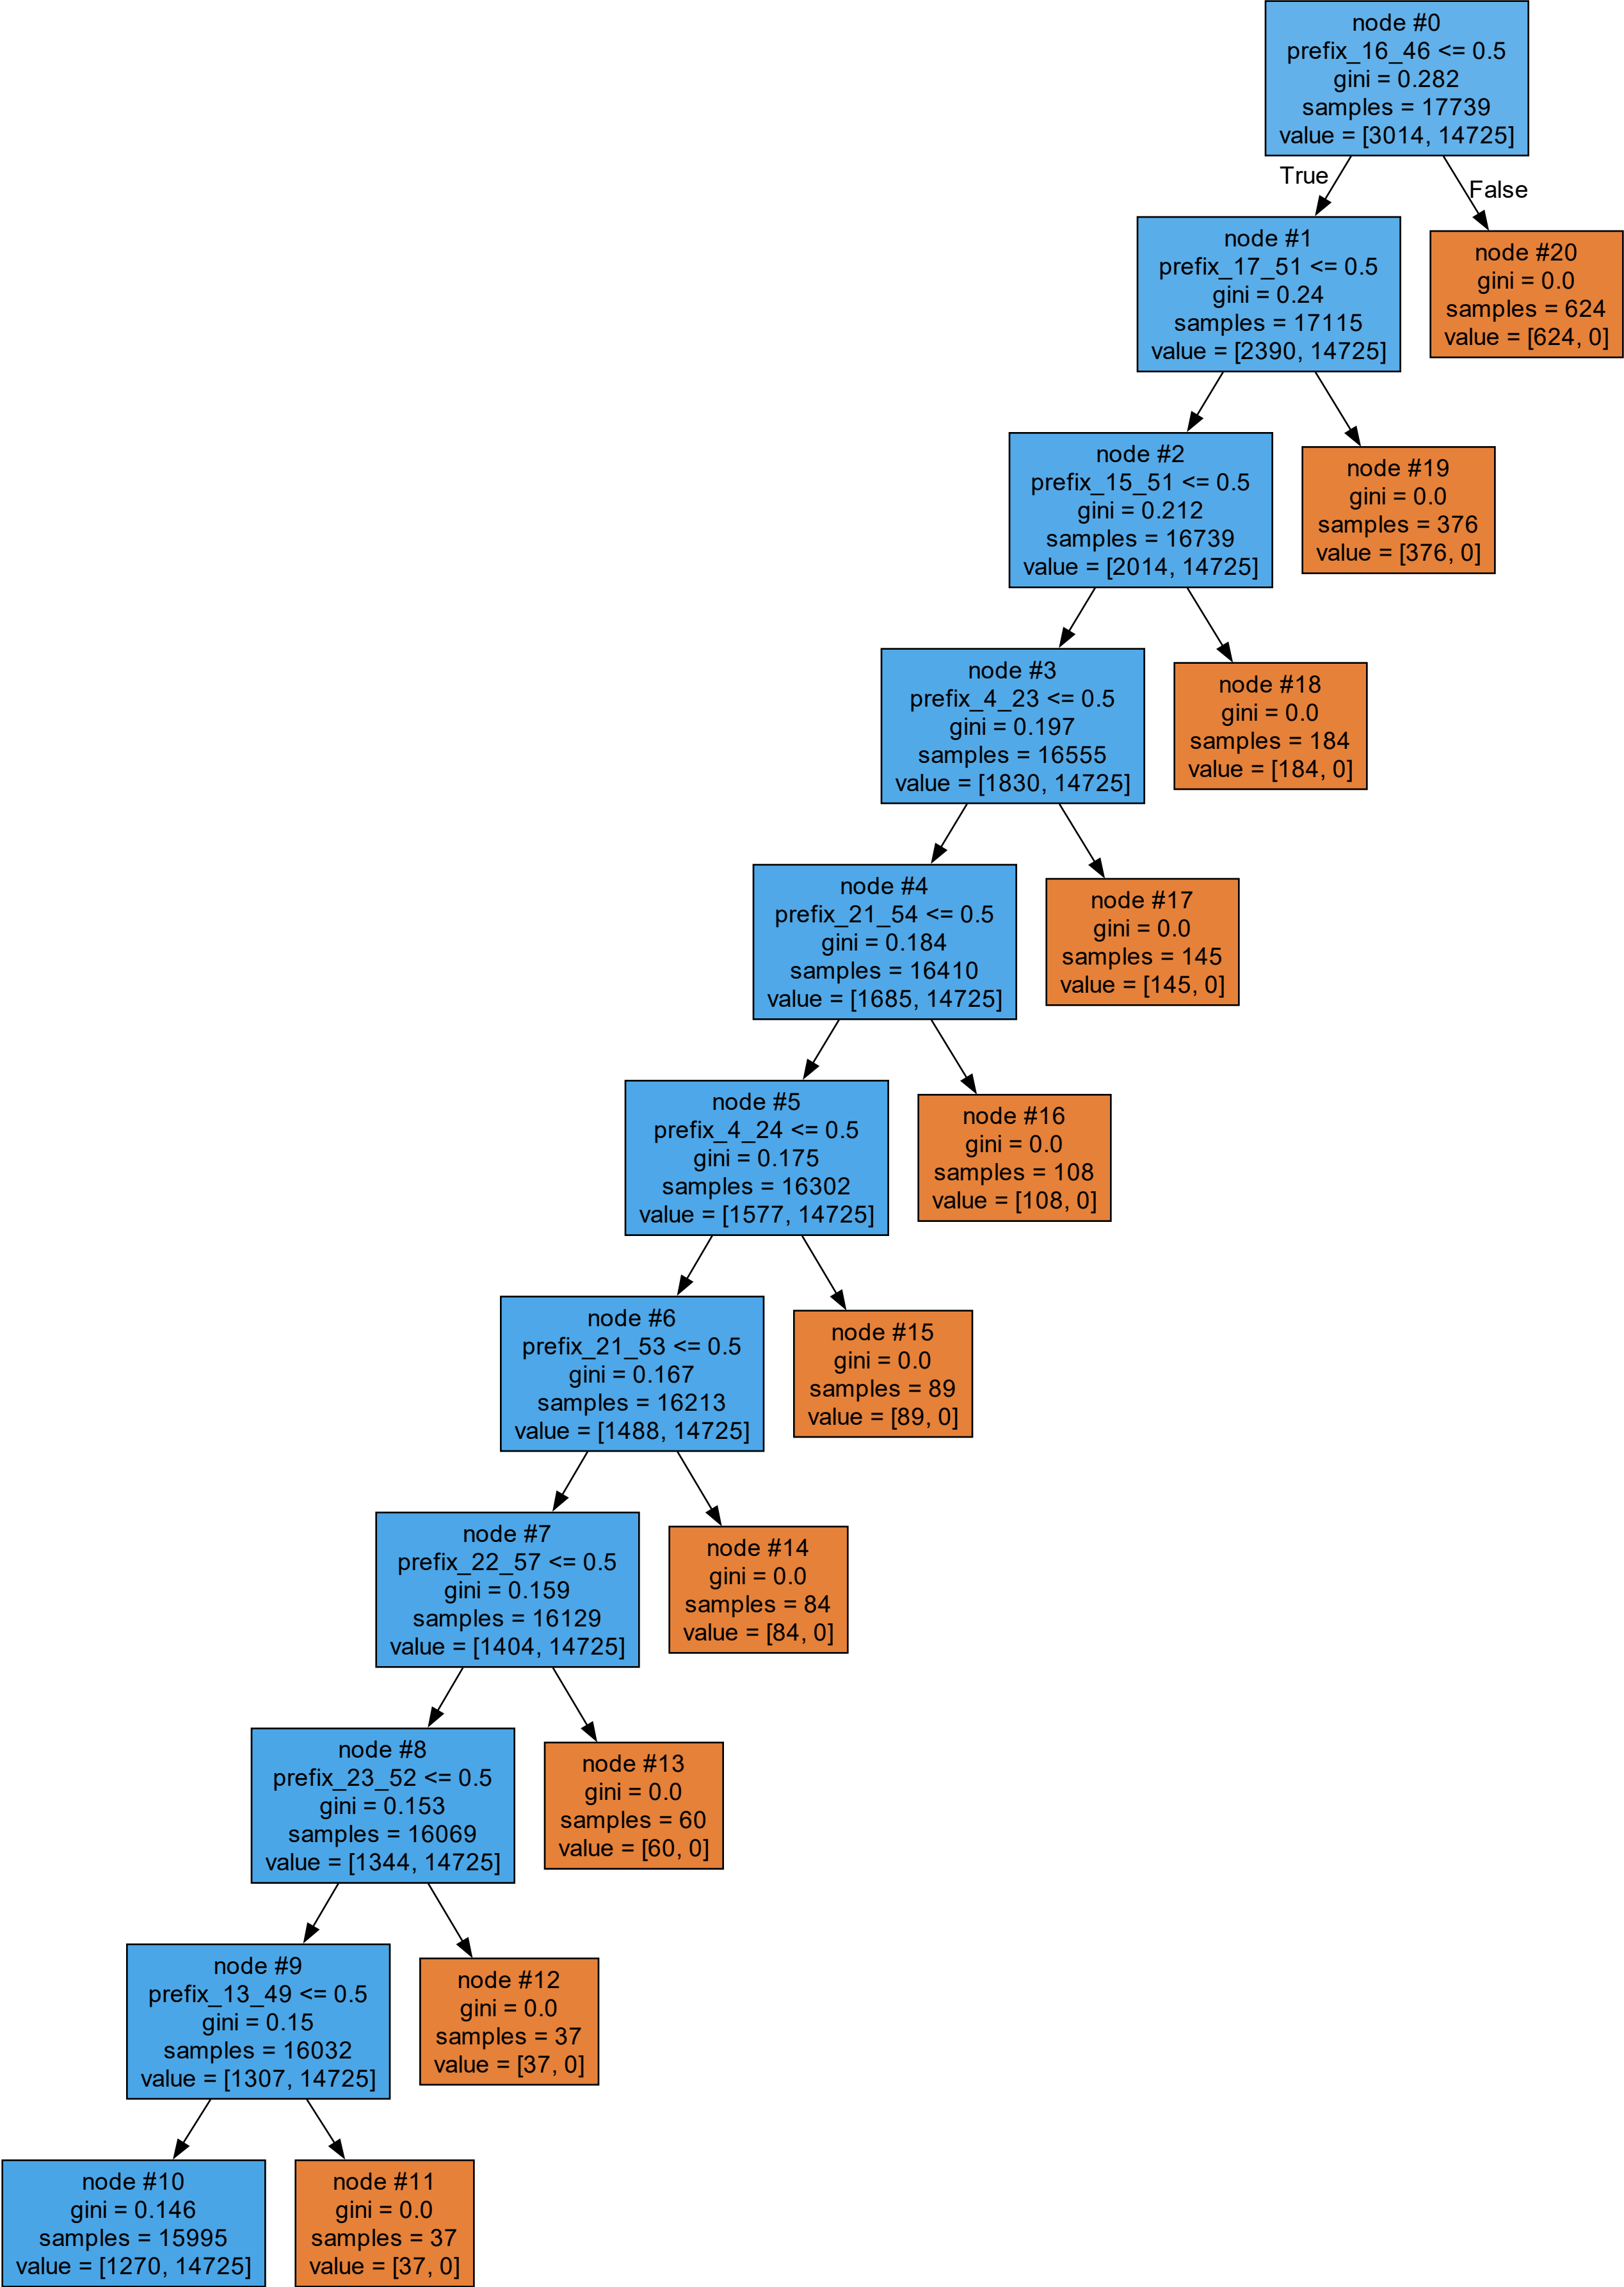 node #0
prefix_16_46 <= 0.5
gini = 0.282
samples = 17739
value = [3014, 14725]
True
False
node #1
prefix_17_51 <= 0.5
gini = 0.24
samples = 17115
value = [2390, 14725]
node #20
gini = 0.0
samples = 624
value = [624, 0]
node #2
prefix_15_51 <= 0.5
gini = 0.212
samples = 16739
value = [2014, 14725]
node #19
gini = 0.0
samples = 376
value = [376, 0]
node #3
prefix_4_23 <= 0.5
gini = 0.197
samples = 16555
value = [1830, 14725]
node #18
gini = 0.0
samples = 184
value = [184, 0]
node #4
prefix_21_54 <= 0.5
gini = 0.184
samples = 16410
value = [1685, 14725]
node #17
gini = 0.0
samples = 145
value = [145, 0]
node #5
prefix_4_24 <= 0.5
gini = 0.175
samples = 16302
value = [1577, 14725]
node #16
gini = 0.0
samples = 108
value = [108, 0]
node #6
prefix_21_53 <= 0.5
gini = 0.167
samples = 16213
value = [1488, 14725]
node #15
gini = 0.0
samples = 89
value = [89, 0]
node #7
prefix_22_57 <= 0.5
gini = 0.159
samples = 16129
value = [1404, 14725]
node #14
gini = 0.0
samples = 84
value = [84, 0]
node #8
prefix_23_52 <= 0.5
gini = 0.153
samples = 16069
value = [1344, 14725]
node #13
gini = 0.0
samples = 60
value = [60, 0]
node #9
prefix_13_49 <= 0.5
gini = 0.15
samples = 16032
value = [1307, 14725]
node #12
gini = 0.0
samples = 37
value = [37, 0]
node #10
gini = 0.146
samples = 15995
value = [1270, 14725]
node #11
gini = 0.0
samples = 37
value = [37, 0]